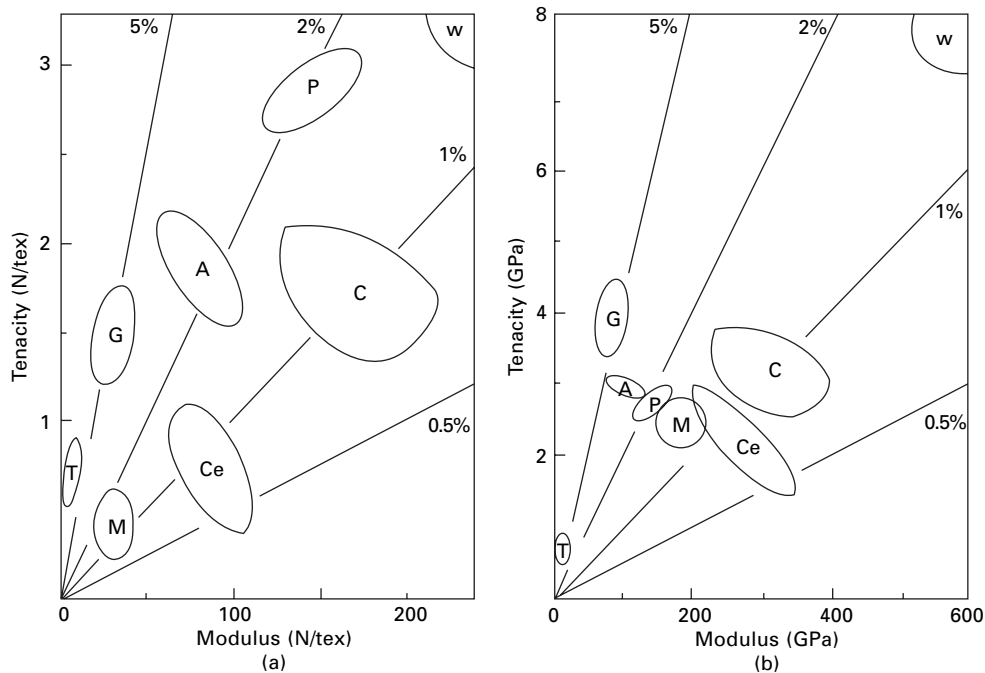 5%
2%
w
3
P
1%
2
A
C
G
1
0.5%
T
Ce
M
0
100
200
Tenacity (N/tex)
Modulus (N/tex)
(a)
8
5%
2%
w
6
1%
4
G
C
A
P
M
0.5%
2
Ce
T
0
200
400
600
Tenacity (GPa)
Modulus (GPa)
(b)